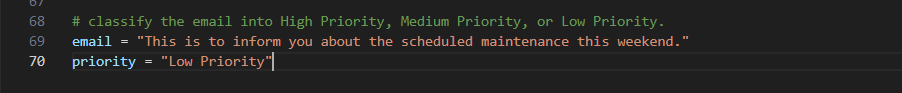 67
68 # classify the email into High Priority, Medium Priority, or Low Priority.
69 email = "This is to inform you about the scheduled maintenance this weekend."
70 priority = "Low Priority"